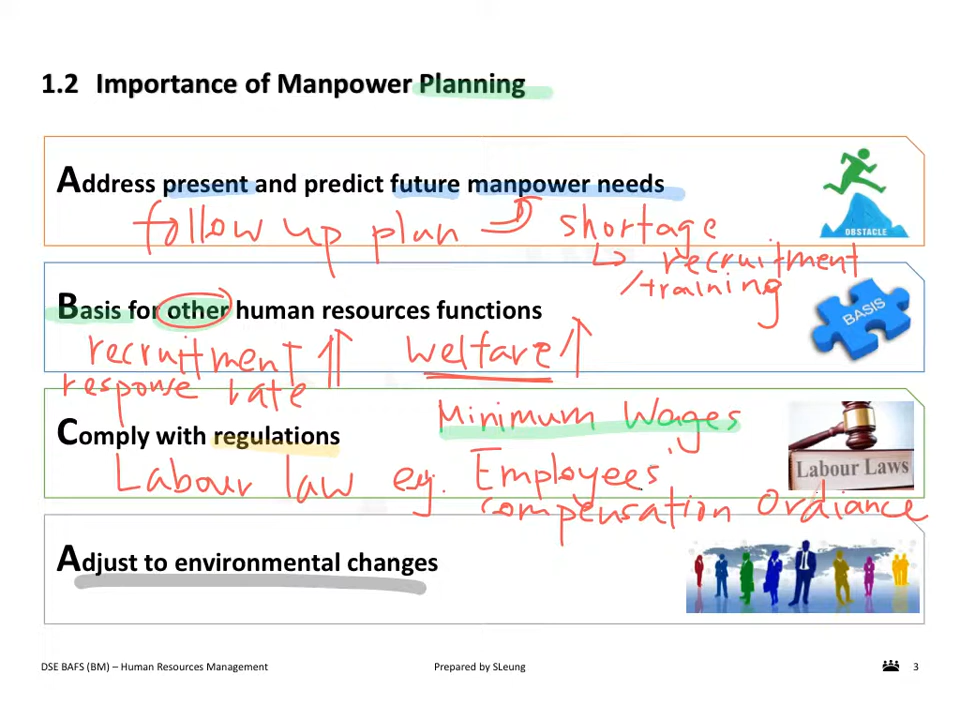 1.2 Importance of Manpower Planning
Address present and predict future manpower needs
OBSTACLE
follow up plan → shortage
↳ recruitment
/training
Basis for other human resources functions
BASIS
recruitment ↑↑ welfare ↑
response rate
Minimum Wages
Comply with regulations
Labour Laws
Labour law eg. Employees'
compensation Ordiance
Adjust to environmental changes
DSE BAFS (BM) – Human Resources Management
Prepared by SLeung
3